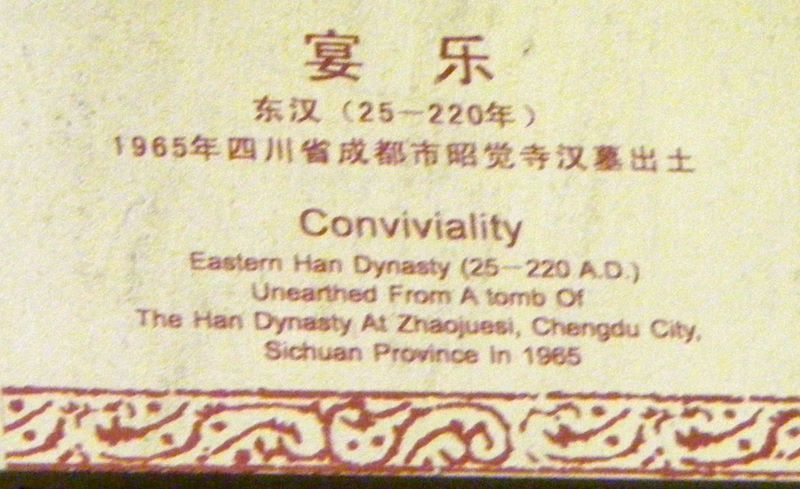 宴 乐
东汉（25－220年）
1965年四川省成都市昭觉寺汉墓出土
Conviviality
Eastern Han Dynasty (25－220 A.D.)
Unearthed From A tomb Of
The Han Dynasty At Zhaojuesi, Chengdu City,
Sichuan Province In 1965